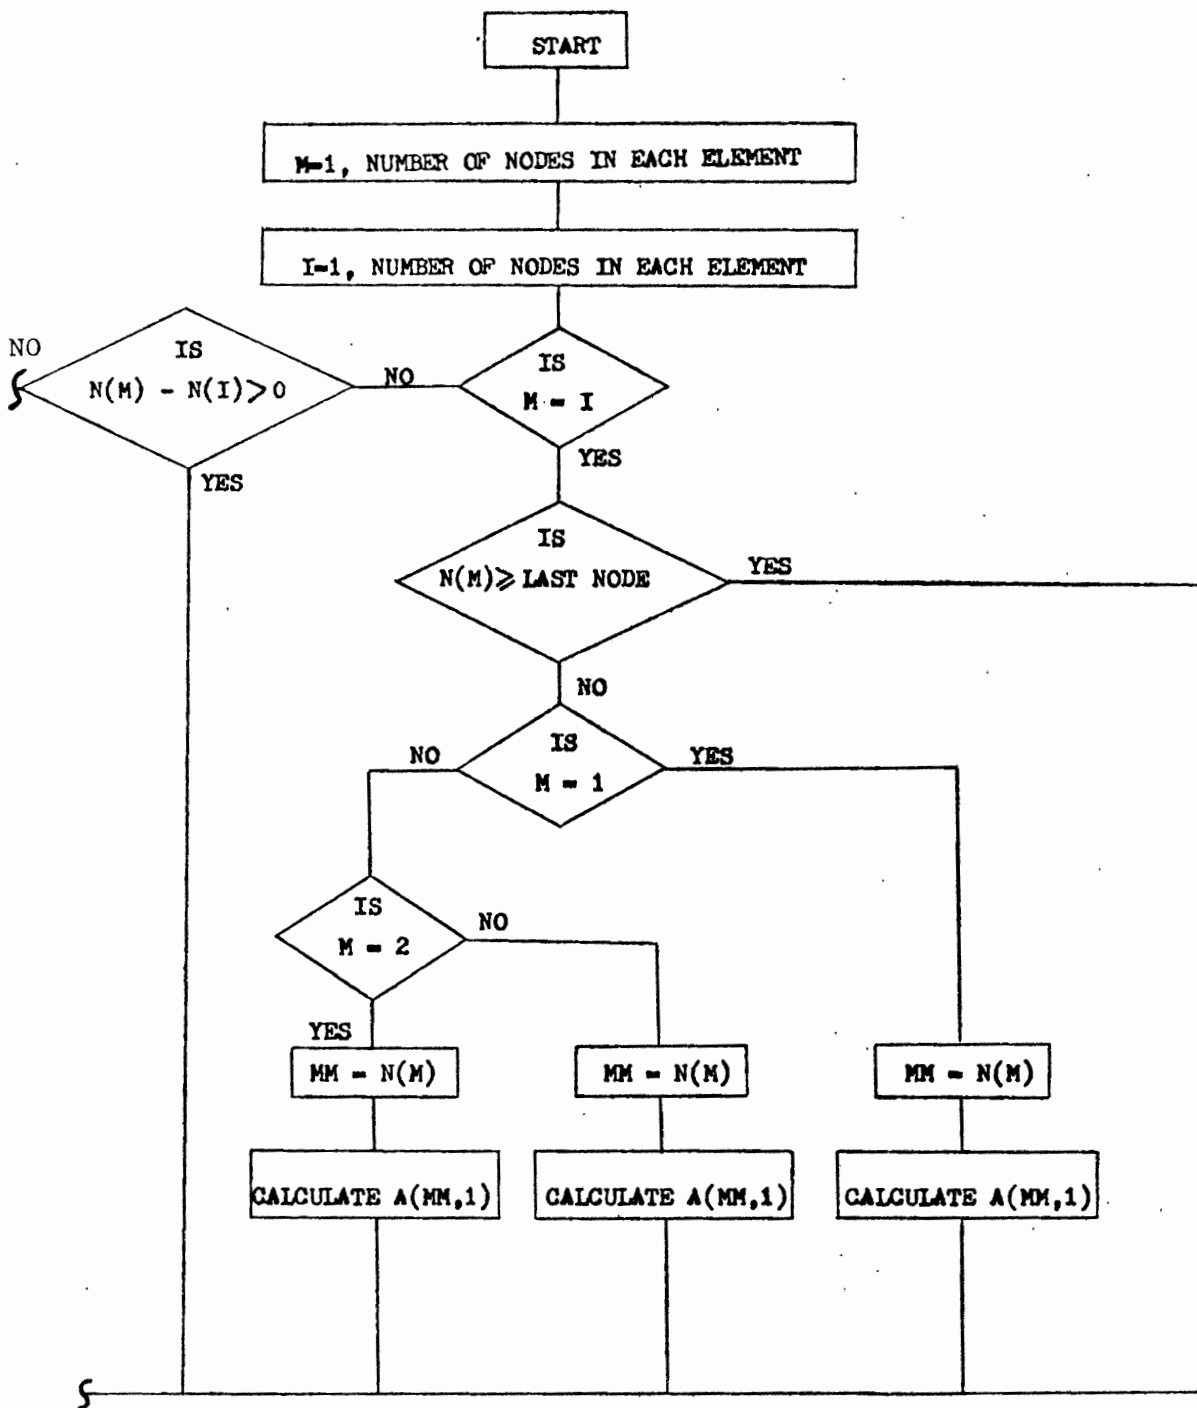 START
M=1, NUMBER OF NODES IN EACH ELEMENT
I=1, NUMBER OF NODES IN EACH ELEMENT
NO
IS
N(M) - N(I)>0
NO
IS
M = I
YES
YES
IS
N(M)⩾LAST NODE
YES
NO
NO
IS
M = 1
YES
IS
M = 2
NO
YES
MM = N(M)
MM = N(M)
MM = N(M)
CALCULATE A(MM,1)
CALCULATE A(MM,1)
CALCULATE A(MM,1)